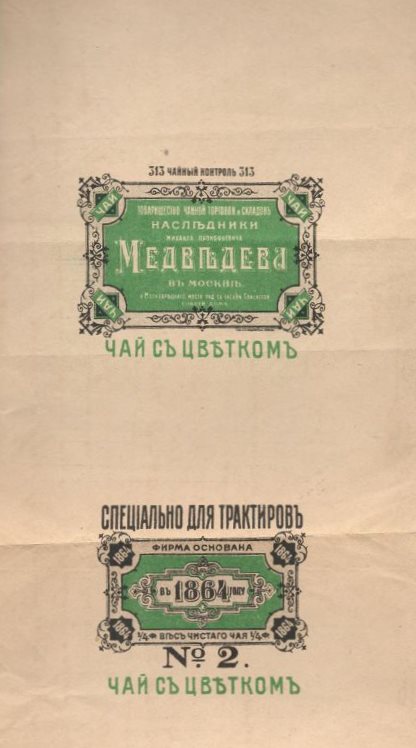 313 ЧАЙНЫЙ КОНТРОЛЬ 313
ЧАЙ ЧАЙ
ТОВАРИЩЕСТВО ЧАЙНОЙ ТОРГОВЛИ и СКЛАДОВЪ
НАСЛѢДНИКИ
МИХАИЛА ПРОКОФЬЕВИЧА
МЕДВѢДЕВА
ВЪ МОСКВѢ.
ЧАЙ ЧАЙ
ЧАЙ СЪ ЦВѢТКОМЪ
СПЕЦІАЛЬНО ДЛЯ ТРАКТИРОВЪ
1864 ФИРМА ОСНОВАНА 1864
ВЪ 1864 ГОДУ
1864 1864
1/4 Ф ВѢСЪ ЧИСТАГО ЧАЯ 1/4 Ф
№ 2.
ЧАЙ СЪ ЦВѢТКОМЪ